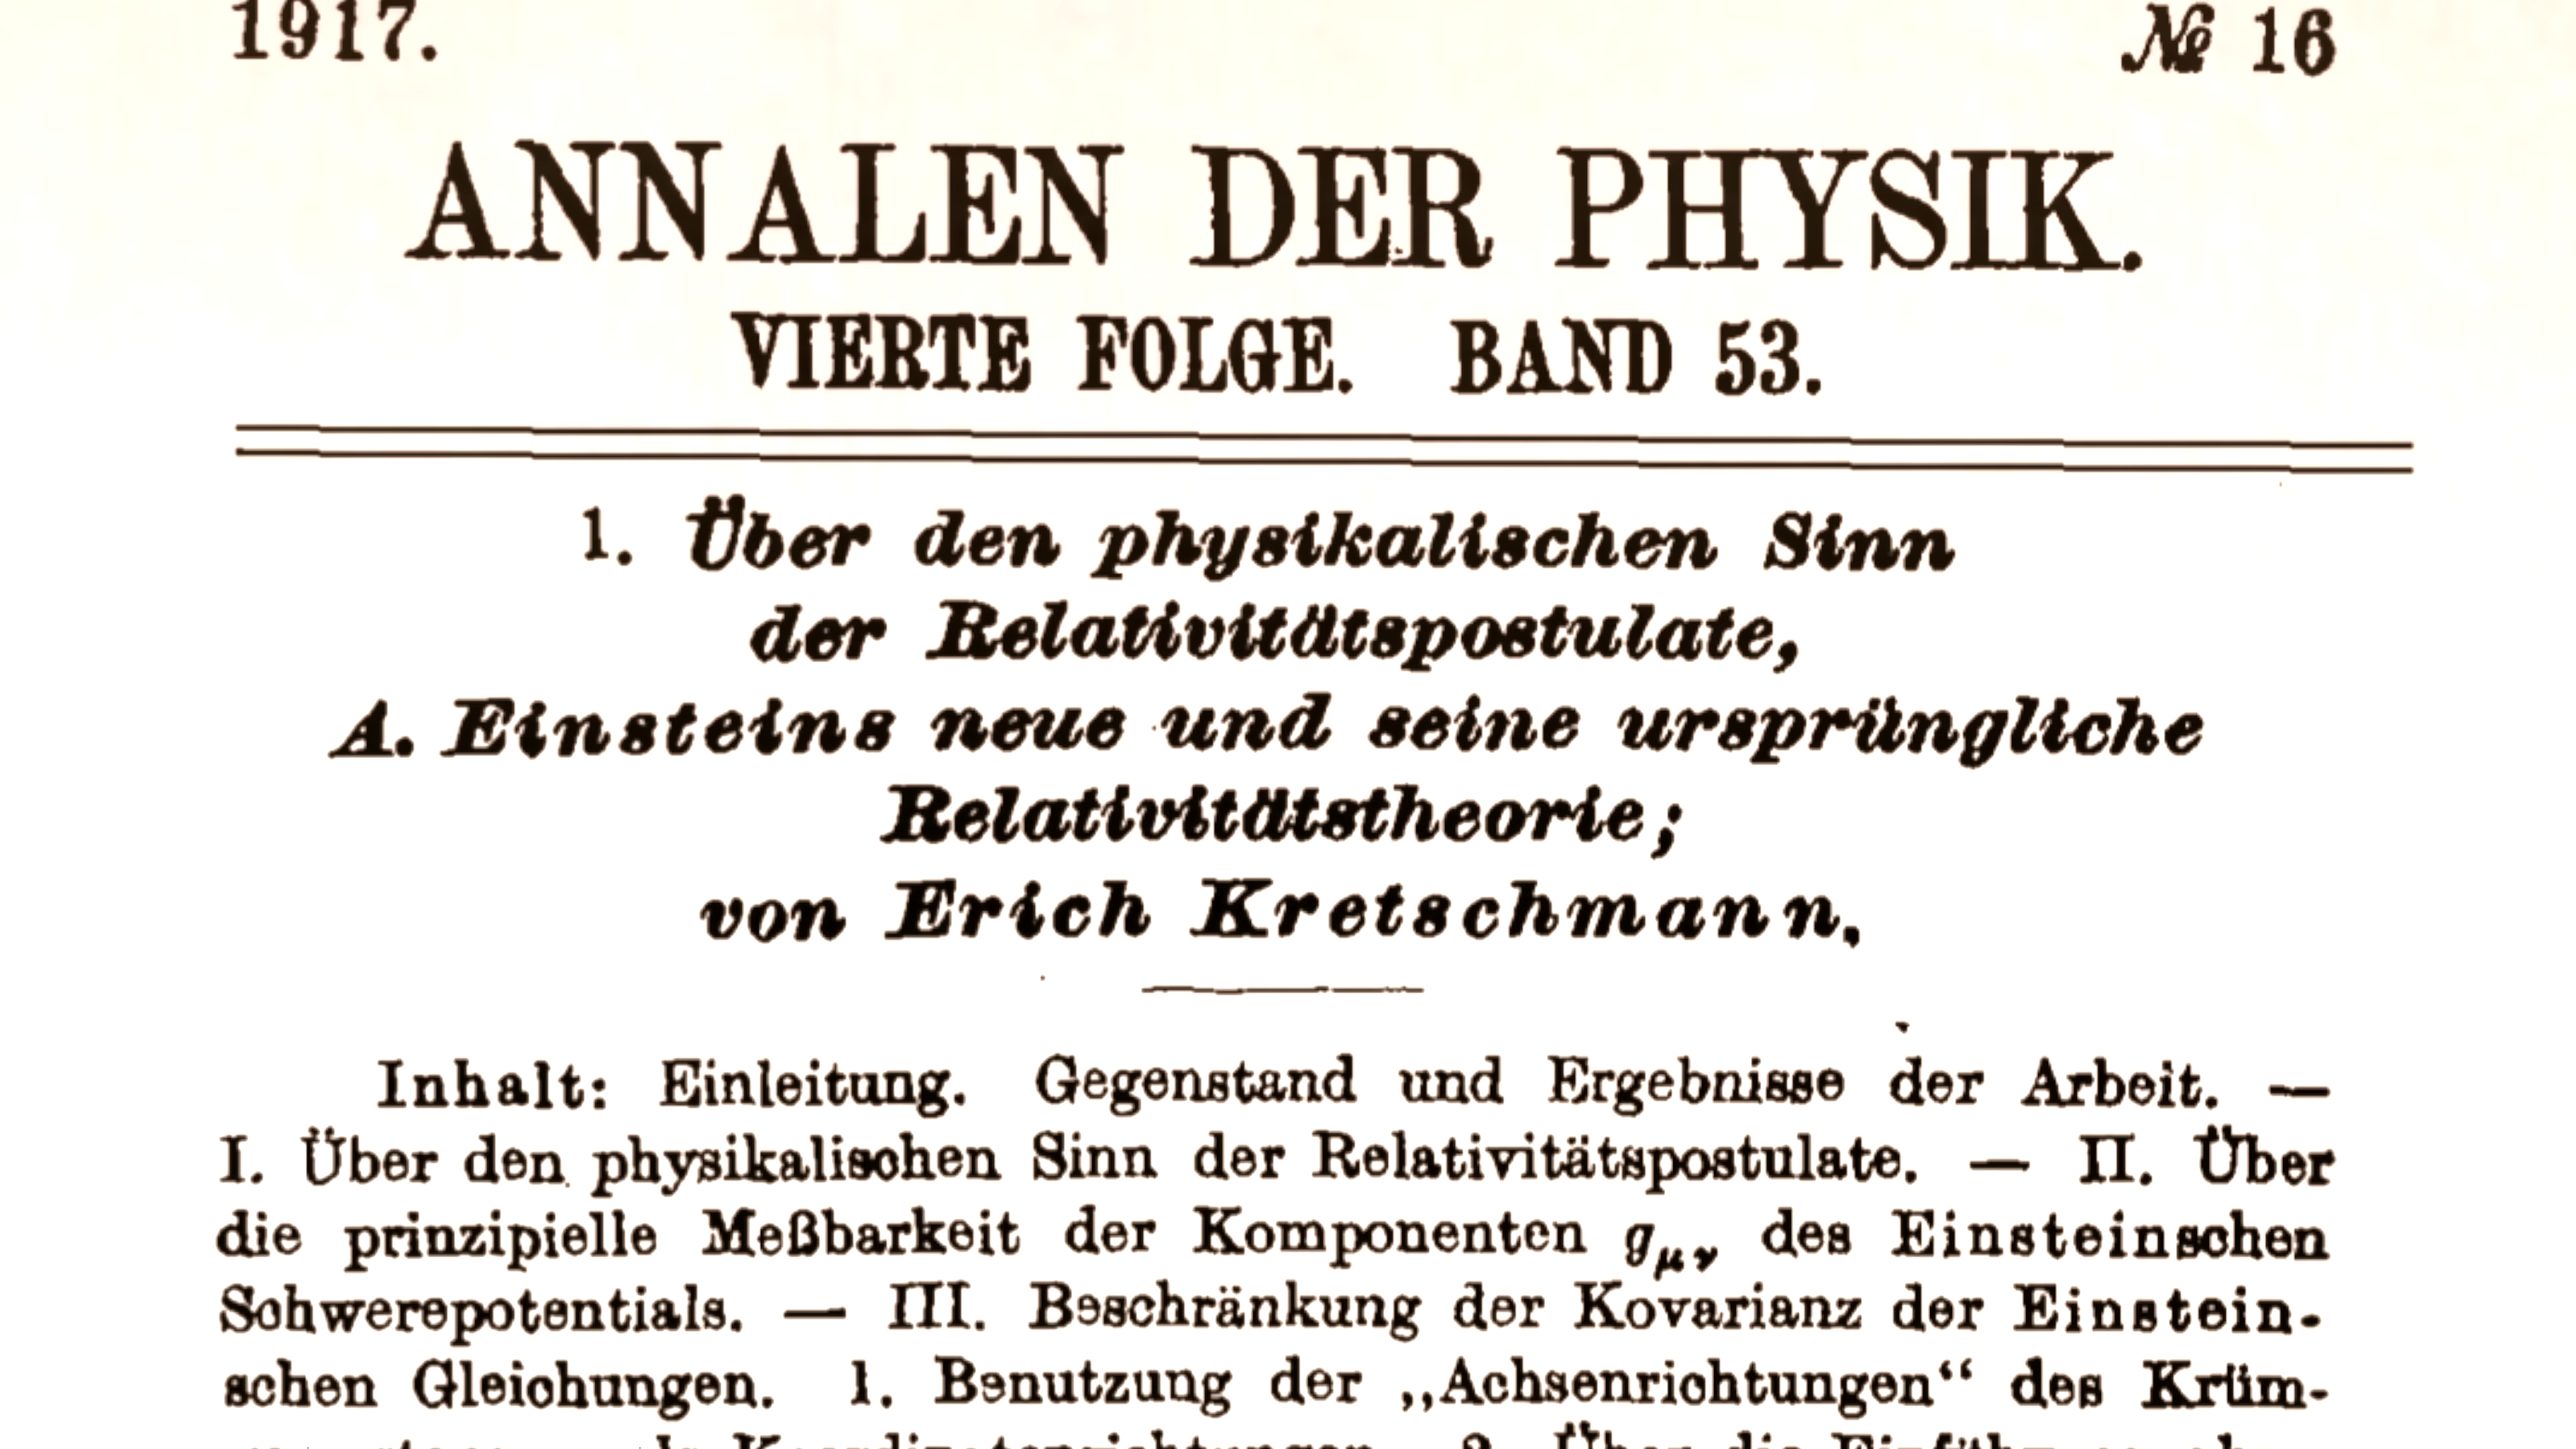 1917. № 16
ANNALEN DER PHYSIK.
VIERTE FOLGE. BAND 53.
1. Über den physikalischen Sinn
der Relativitätspostulate,
A. Einsteins neue und seine ursprüngliche
Relativitätstheorie;
von Erich Kretschmann.
Inhalt: Einleitung. Gegenstand und Ergebnisse der Arbeit. —
I. Über den physikalischen Sinn der Relativitätspostulate. — II. Über
die prinzipielle Meßbarkeit der Komponenten gμν des Einsteinschen
Schwerepotentials. — III. Beschränkung der Kovarianz der Einstein-
schen Gleichungen. 1. Benutzung der „Achsenrichtungen“ des Krüm-
2. Über die